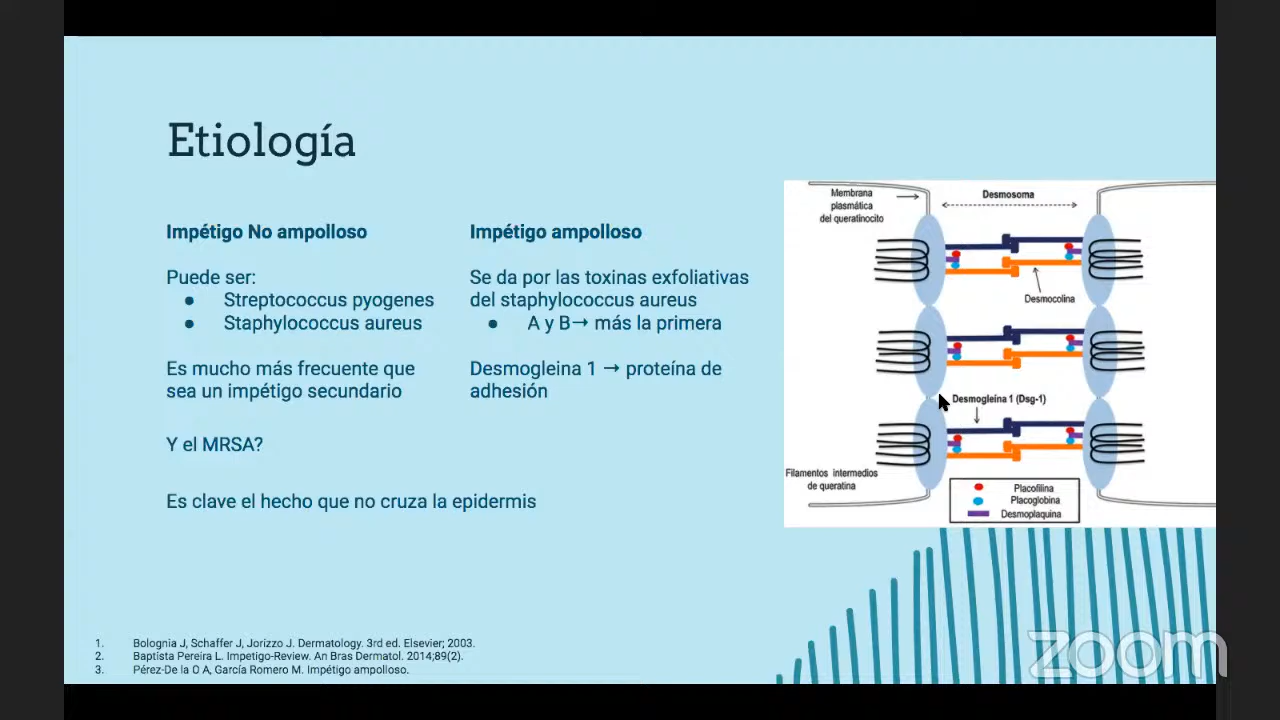 Etiología
Impétigo No ampolloso
Puede ser:
● Streptococcus pyogenes
● Staphylococcus aureus
Es mucho más frecuente que
sea un impétigo secundario
Y el MRSA?
Es clave el hecho que no cruza la epidermis
Impétigo ampolloso
Se da por las toxinas exfoliativas
del staphylococcus aureus
● A y B→ más la primera
Desmogleina 1 → proteína de
adhesión
Membrana
plasmática
del queratinocito
Desmosoma
Desmocolina
Desmogleína 1 (Dsg-1)
Filamentos intermedios
de queratina
Placofilina
Placoglobina
Desmoplaquina
1. Bolognia J, Schaffer J, Jorizzo J. Dermatology. 3rd ed. Elsevier; 2003.
2. Baptista Pereira L. Impetigo-Review. An Bras Dermatol. 2014;89(2).
3. Pérez-De la O A, García Romero M. Impétigo ampolloso.
zoom